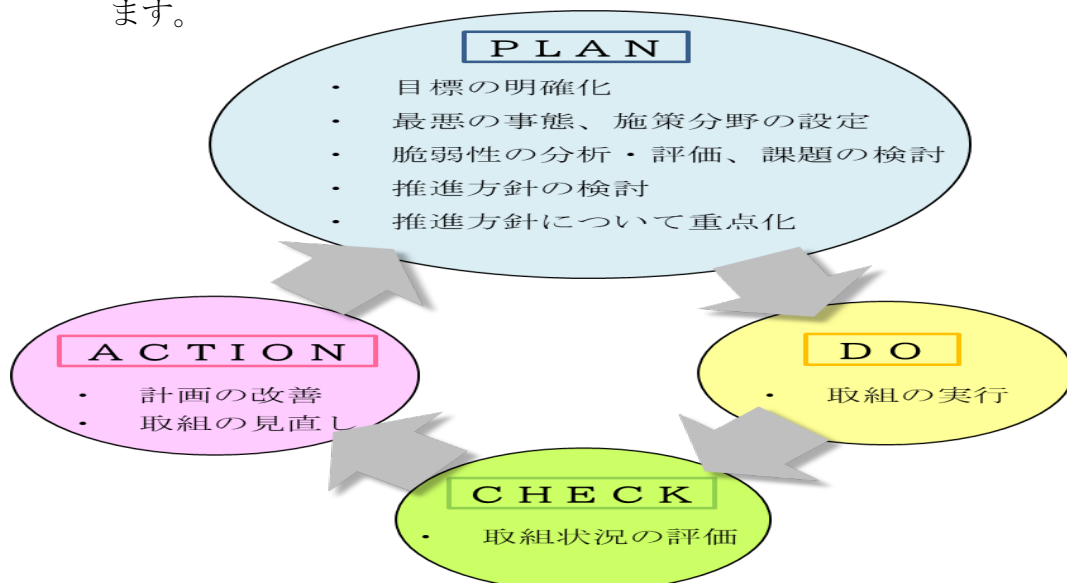 ます。
ＰＬＡＮ
・ 目標の明確化
・ 最悪の事態、施策分野の設定
・ 脆弱性の分析・評価、課題の検討
・ 推進方針の検討
・ 推進方針について重点化
ＡＣＴＩＯＮ
・ 計画の改善
・ 取組の見直し
ＤＯ
・ 取組の実行
ＣＨＥＣＫ
・ 取組状況の評価